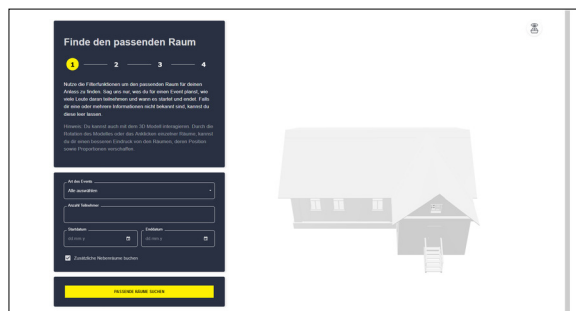 Finde den passenden Raum
1 2 3 4
Nutze die Filterfunktionen um den passenden Raum für deinen
Anlass zu finden. Sag uns nur, was du für einen Event planst, wie
viele Leute daran teilnehmen und wann es startet und endet. Falls
dir eine oder mehrere Informationen nicht bekannt sind, kannst du
diese leer lassen.
Hinweis: Du kannst auch mit dem 3D Modell interagieren. Durch die
Rotation des Modelles oder das Anklicken einzelner Räume, kannst
du dir einen besseren Eindruck von den Räumen, deren Position
sowie Proportionen verschaffen.
Art des Events
Alle auswählen
Anzahl Teilnehmer
Startdatum Enddatum
Zusätzliche Nebenräume buchen
PASSENDE RÄUME SUCHEN